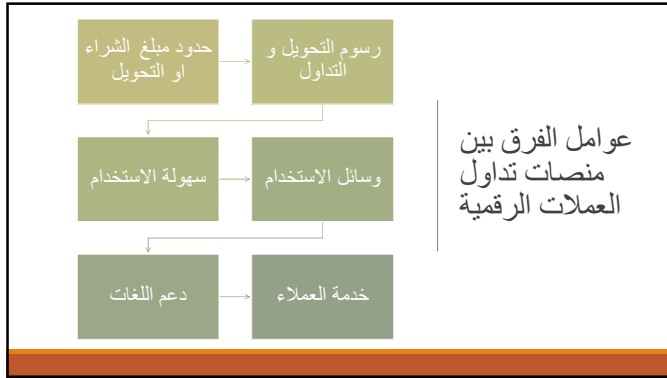 عوامل الفرق بين
منصات تداول
العملات الرقمية
حدود مبلغ الشراء
او التحويل
رسوم التحويل و
التداول
سهولة الاستخدام
وسائل الاستخدام
دعم اللغات
خدمة العملاء